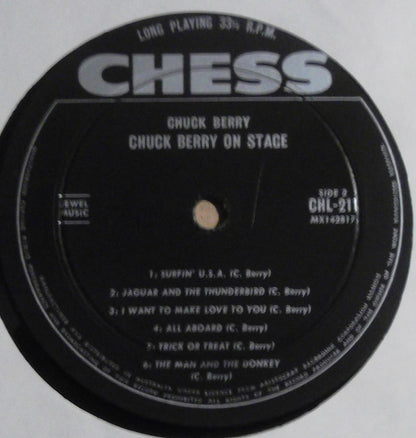 LONG PLAYING 33⅓ R.P.M.
CHESS
CHUCK BERRY
CHUCK BERRY ON STAGE
JEWEL
MUSIC
SIDE 2
CHL-211
MX162817
1: SURFIN' U.S.A. (C. Berry)
2: JAGUAR AND THE THUNDERBIRD (C. Berry)
3: I WANT TO MAKE LOVE TO YOU (C. Berry)
4: ALL ABOARD (C. Berry)
5: TRICK OR TREAT (C. Berry)
6: THE MAN AND THE DONKEY
(C. Berry)